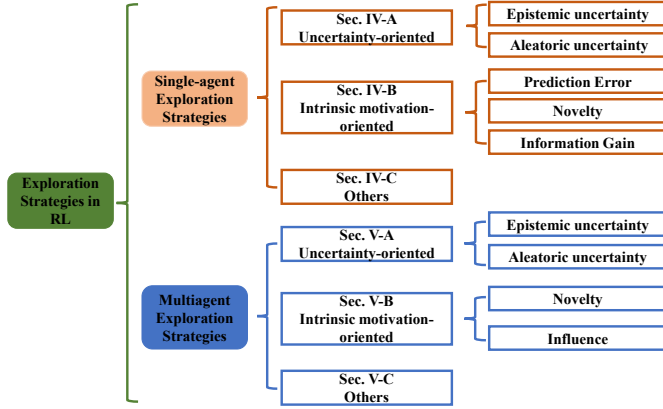 Exploration
Strategies in
RL
Single-agent
Exploration
Strategies
Sec. IV-A
Uncertainty-oriented
Epistemic uncertainty
Aleatoric uncertainty
Sec. IV-B
Intrinsic motivation-
oriented
Prediction Error
Novelty
Information Gain
Sec. IV-C
Others
Multiagent
Exploration
Strategies
Sec. V-A
Uncertainty-oriented
Epistemic uncertainty
Aleatoric uncertainty
Sec. V-B
Intrinsic motivation-
oriented
Novelty
Influence
Sec. V-C
Others